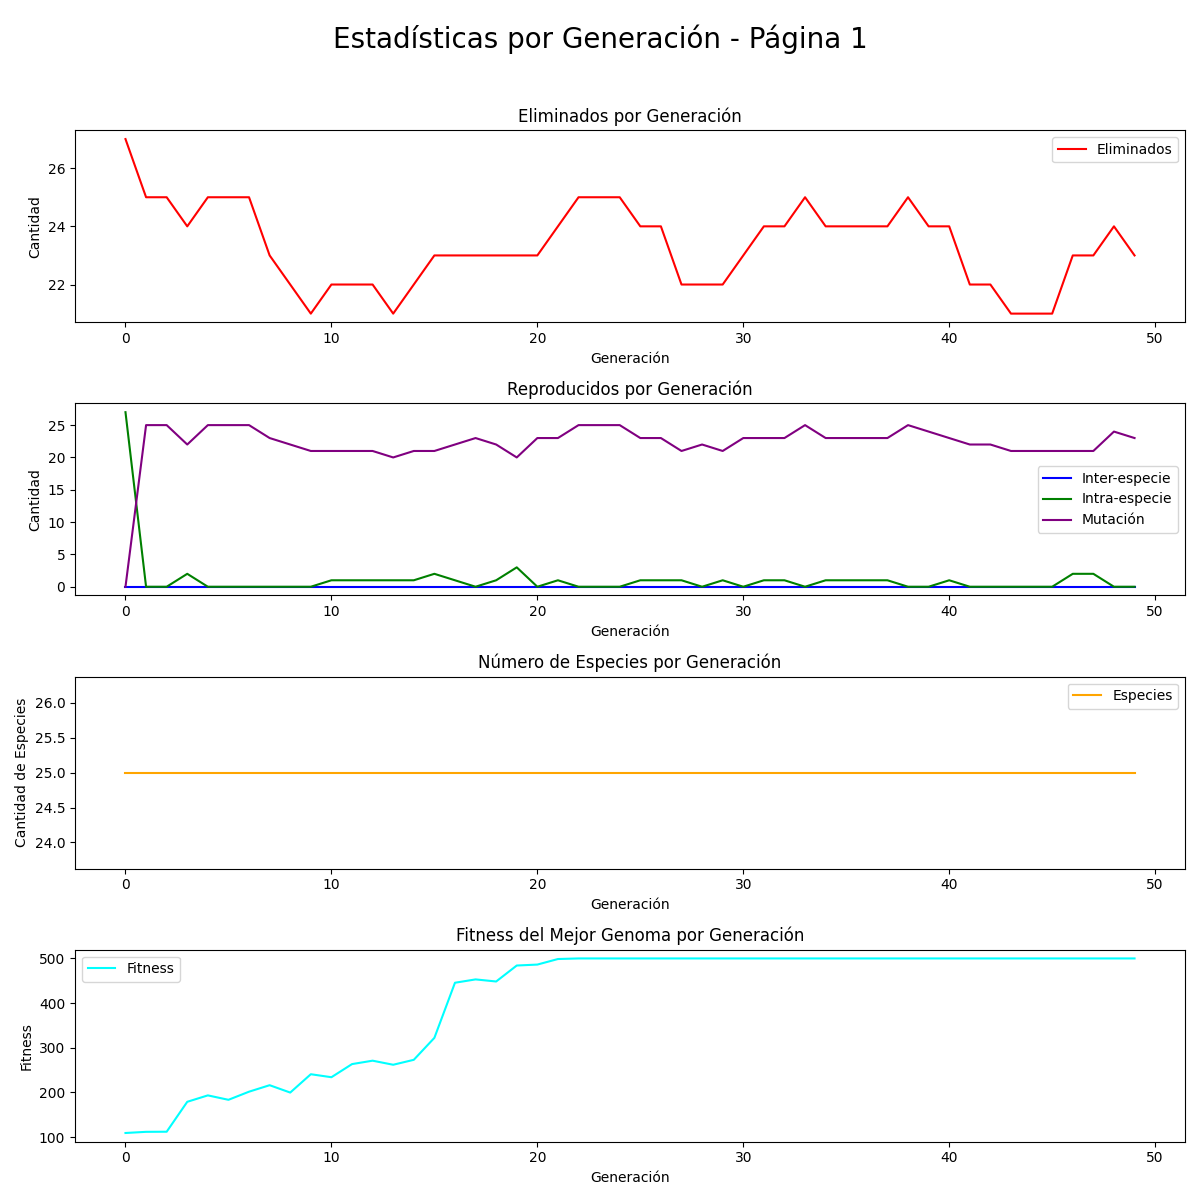 Estadísticas por Generación - Página 1
Eliminados por Generación
Eliminados
26
24
22
Cantidad
0 10 20 30 40 50
Generación
Reproducidos por Generación
25
20
15
10
5
0
Cantidad
Inter-especie
Intra-especie
Mutación
0 10 20 30 40 50
Generación
Número de Especies por Generación
Especies
26.0
25.5
25.0
24.5
24.0
Cantidad de Especies
0 10 20 30 40 50
Generación
Fitness del Mejor Genoma por Generación
Fitness
500
400
300
200
100
Fitness
0 10 20 30 40 50
Generación